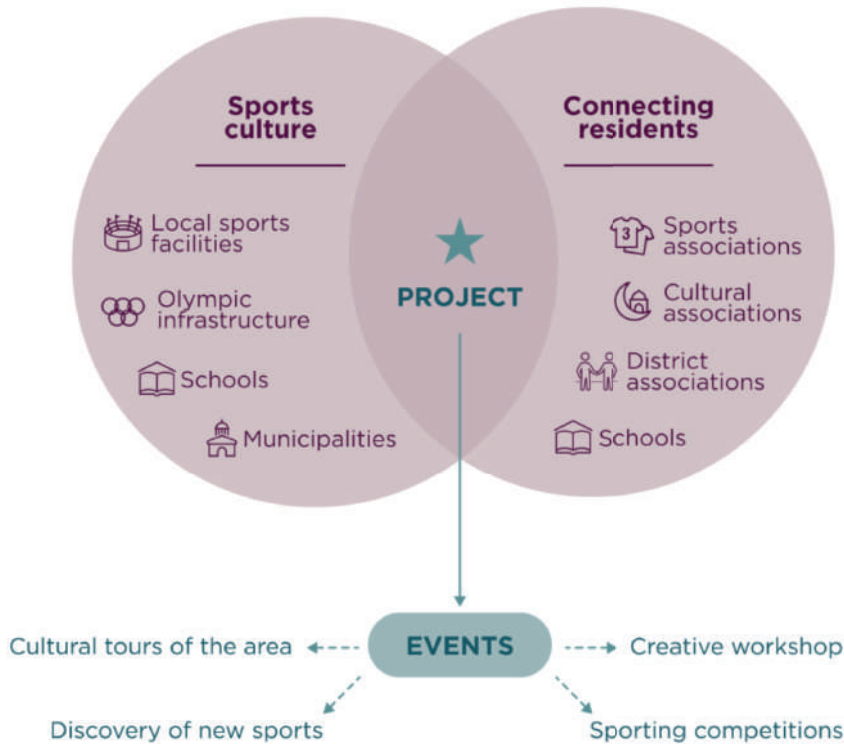 Sports
culture
Local sports
facilities
Olympic
infrastructure
Schools
Municipalities
PROJECT
Connecting
residents
3
Sports
associations
Cultural
associations
District
associations
Schools
EVENTS
Cultural tours of the area
Creative workshop
Discovery of new sports
Sporting competitions